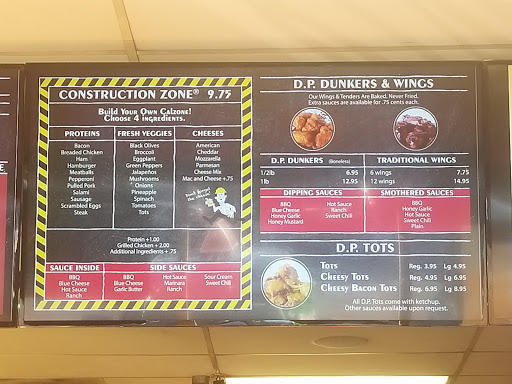 CONSTRUCTION ZONE® 9.75
Build Your Own Calzone!
Choose 4 ingredients.
PROTEINS
Bacon
Breaded Chicken
Ham
Hamburger
Meatballs
Pepperoni
Pulled Pork
Salami
Sausage
Scrambled Eggs
Steak
FRESH VEGGIES
Black Olives
Broccoli
Eggplant
Green Peppers
Jalapeños
Mushrooms
Onions
Pineapple
Spinach
Tomatoes
Tots
CHEESES
American
Cheddar
Mozzarella
Parmesan
Cheese Mix
Mac and Cheese +.75
Protein +1.00
Grilled Chicken + 2.00
Additional Ingredients + .75
SAUCE INSIDE
BBQ
Blue Cheese
Hot Sauce
Ranch
SIDE SAUCES
BBQ
Blue Cheese
Garlic Butter
Hot Sauce
Marinara
Ranch
Sour Cream
Sweet Chili
D.P. DUNKERS & WINGS
Our Wings & Tenders Are Baked. Never Fried.
Extra sauces are available for .75 cents each.
D.P. DUNKERS (Boneless)
1/2lb 6.95
1lb 12.95
TRADITIONAL WINGS
6 wings 7.75
12 wings 14.95
DIPPING SAUCES
BBQ
Blue Cheese
Honey Garlic
Honey Mustard
Hot Sauce
Ranch
Sweet Chili
SMOTHERED SAUCES
BBQ
Honey Garlic
Hot Sauce
Sweet Chili
Plain
D.P. TOTS
TOTS Reg. 3.95 Lg 4.95
CHEESY TOTS Reg. 4.95 Lg 6.95
CHEESY BACON TOTS Reg. 6.95 Lg 8.95
All D.P. Tots come with ketchup.
Other sauces available upon request.